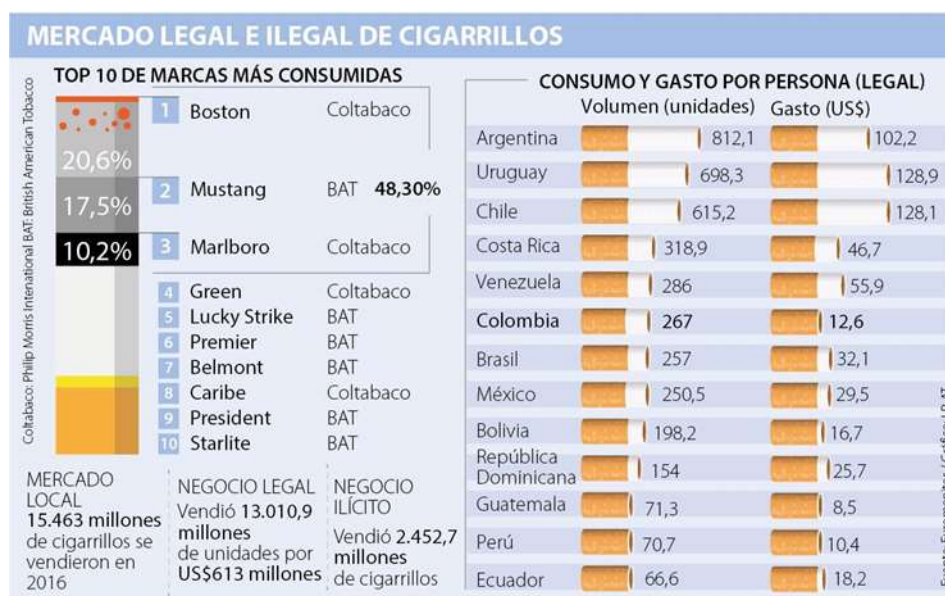 MERCADO LEGAL E ILEGAL DE CIGARRILLOS
TOP 10 DE MARCAS MÁS CONSUMIDAS
Coltabaco: Philip Morris International BAT: British American Tobacco
20,6%
17,5%
10,2%
1 Boston Coltabaco
2 Mustang BAT 48,30%
3 Marlboro Coltabaco
4 Green Coltabaco
5 Lucky Strike BAT
6 Premier BAT
7 Belmont BAT
8 Caribe Coltabaco
9 President BAT
10 Starlite BAT
MERCADO
LOCAL
15.463 millones
de cigarrillos se
vendieron en
2016
NEGOCIO LEGAL
Vendió 13.010,9
millones
de unidades por
US$613 millones
NEGOCIO
ILÍCITO
Vendió 2.452,7
millones
de cigarrillos
CONSUMO Y GASTO POR PERSONA (LEGAL)
Volumen (unidades) Gasto (US$)
Argentina 812,1 102,2
Uruguay 698,3 128,9
Chile 615,2 128,1
Costa Rica 318,9 46,7
Venezuela 286 55,9
Colombia 267 12,6
Brasil 257 32,1
México 250,5 29,5
Bolivia 198,2 16,7
República
Dominicana 154 25,7
Guatemala 71,3 8,5
Perú 70,7 10,4
Ecuador 66,6 18,2